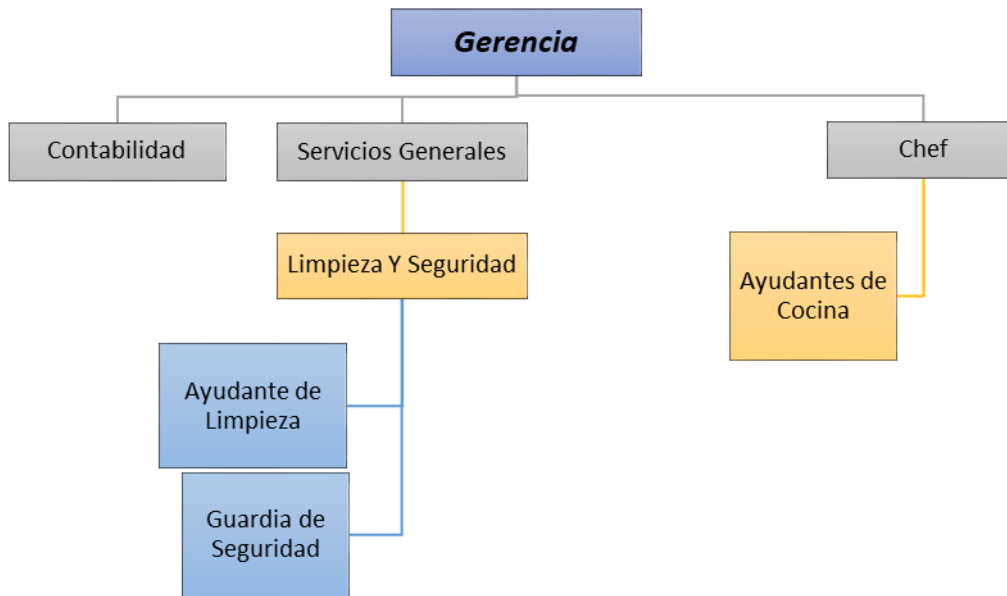 Gerencia
Contabilidad
Servicios Generales
Chef
Limpieza Y Seguridad
Ayudantes de
Cocina
Ayudante de
Limpieza
Guardia de
Seguridad